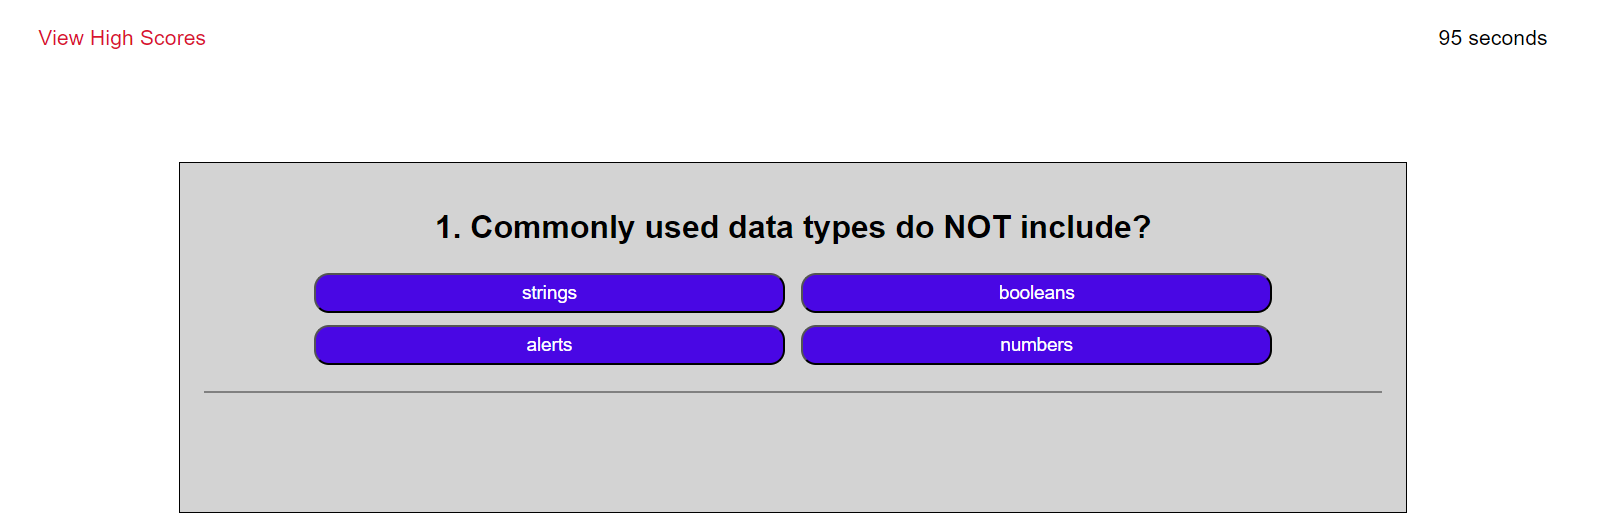 View High Scores
95 seconds
1. Commonly used data types do NOT include?
strings
booleans
alerts
numbers